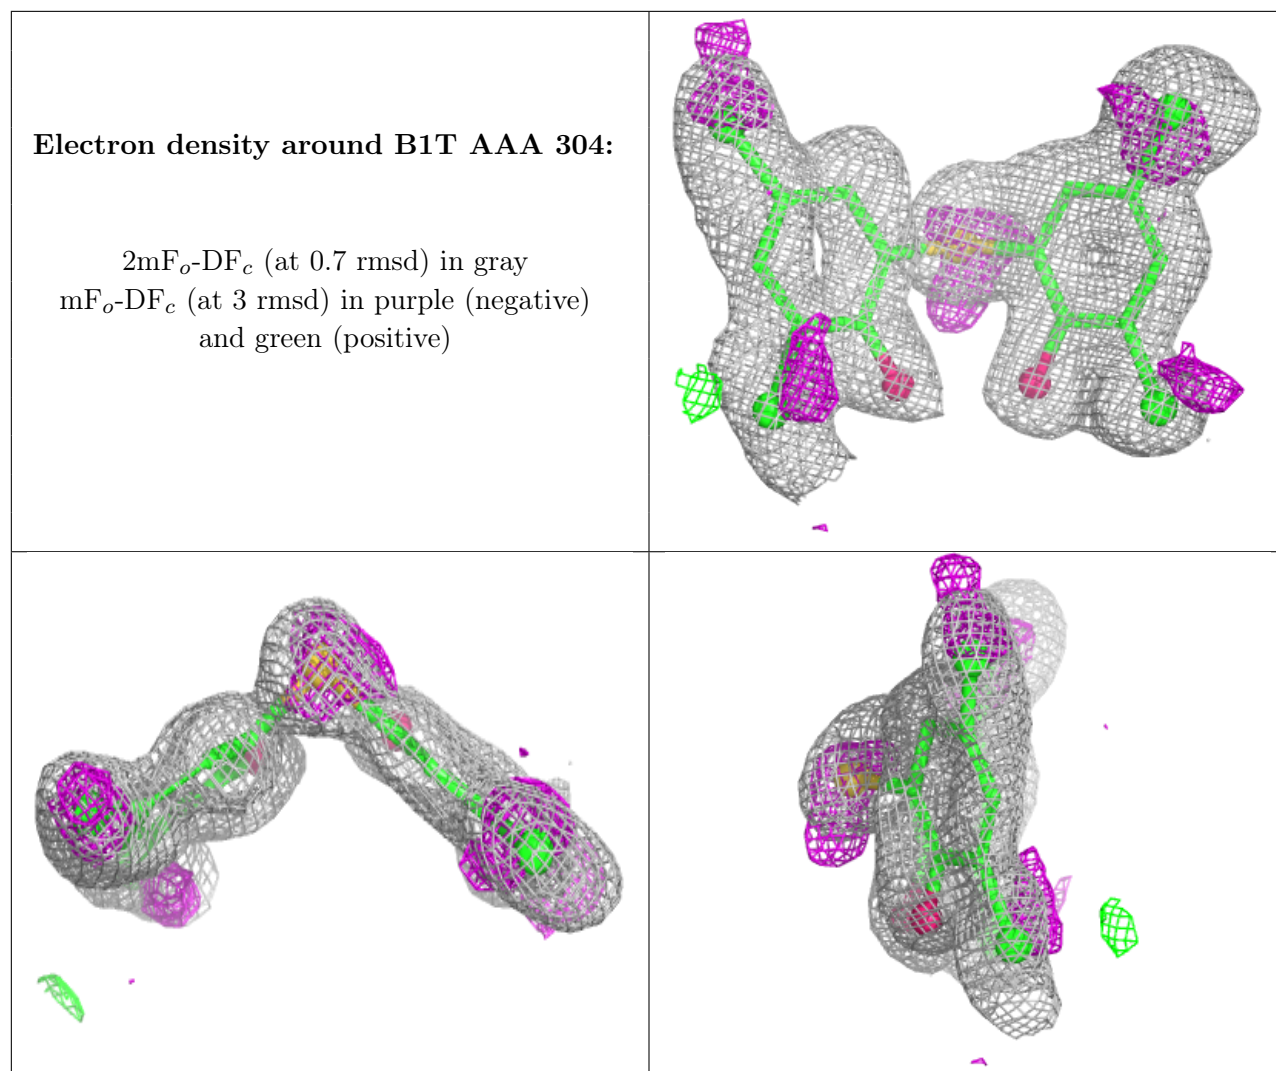 Electron density around B1T AAA 304:
2mFₒ-DF𝒸 (at 0.7 rmsd) in gray
mFₒ-DF𝒸 (at 3 rmsd) in purple (negative)
and green (positive)